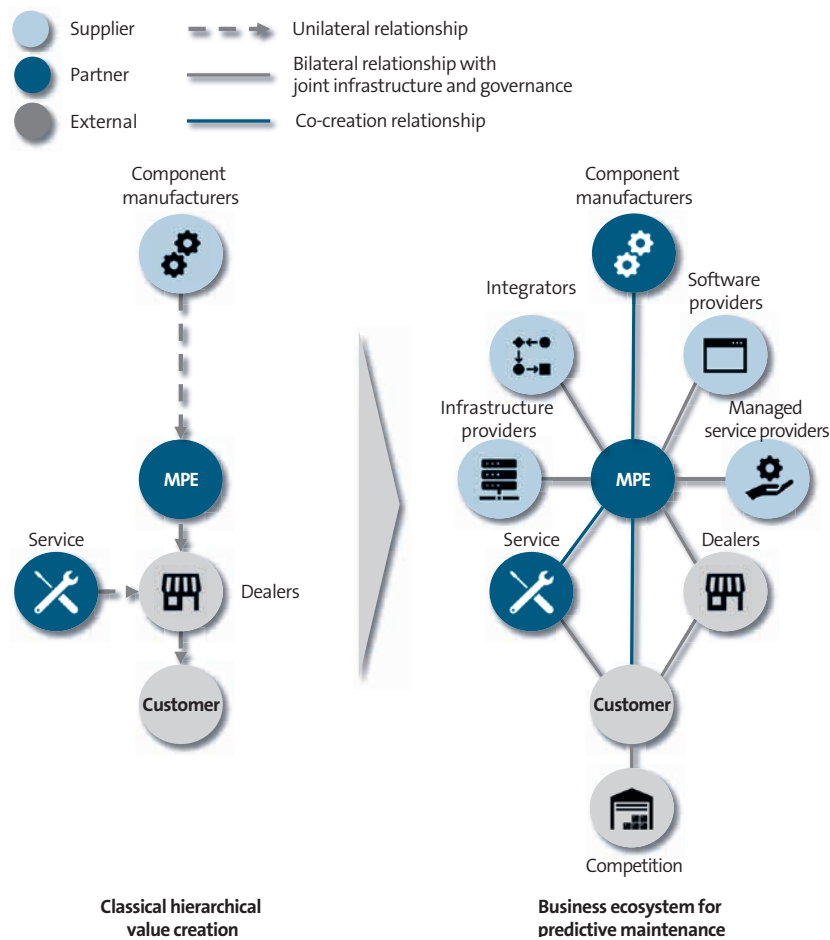 Supplier
Unilateral relationship
Partner
Bilateral relationship with
joint infrastructure and governance
External
Co-creation relationship
Component
manufacturers
MPE
Service
Dealers
Customer
Classical hierarchical
value creation
Component
manufacturers
Integrators
Software
providers
Infrastructure
providers
Managed
service providers
MPE
Service
Dealers
Customer
Competition
Business ecosystem for
predictive maintenance